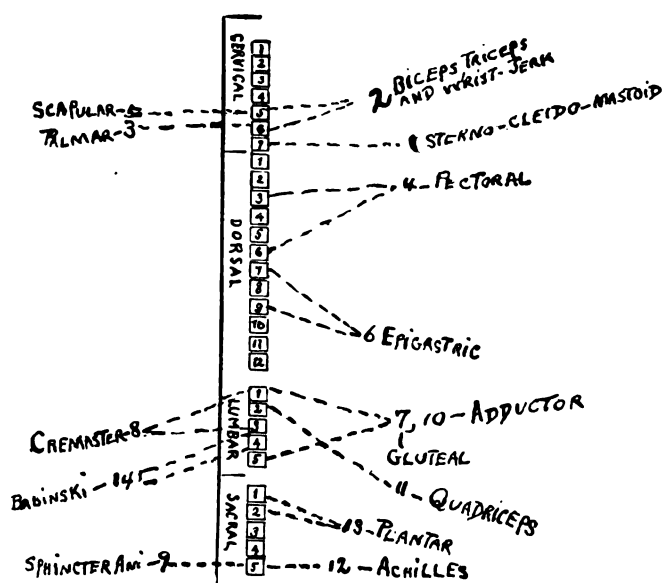 CERVICAL
1
2
3
4
5
6
7
DORSAL
1
2
3
4
5
6
7
8
9
10
11
12
LUMBAR
1
2
3
4
5
SACRAL
1
2
3
4
5
SCAPULAR-5
PALMAR-3
CREMASTER-8
BABINSKI-14
SPHINCTER ANI-9
2 BICEPS TRICEPS
AND WRIST-JERK
1 STERNO-CLEIDO-MASTOID
4-PECTORAL
6 EPIGASTRIC
7, 10-ADDUCTOR
GLUTEAL
11-QUADRICEPS
13-PLANTAR
12-ACHILLES